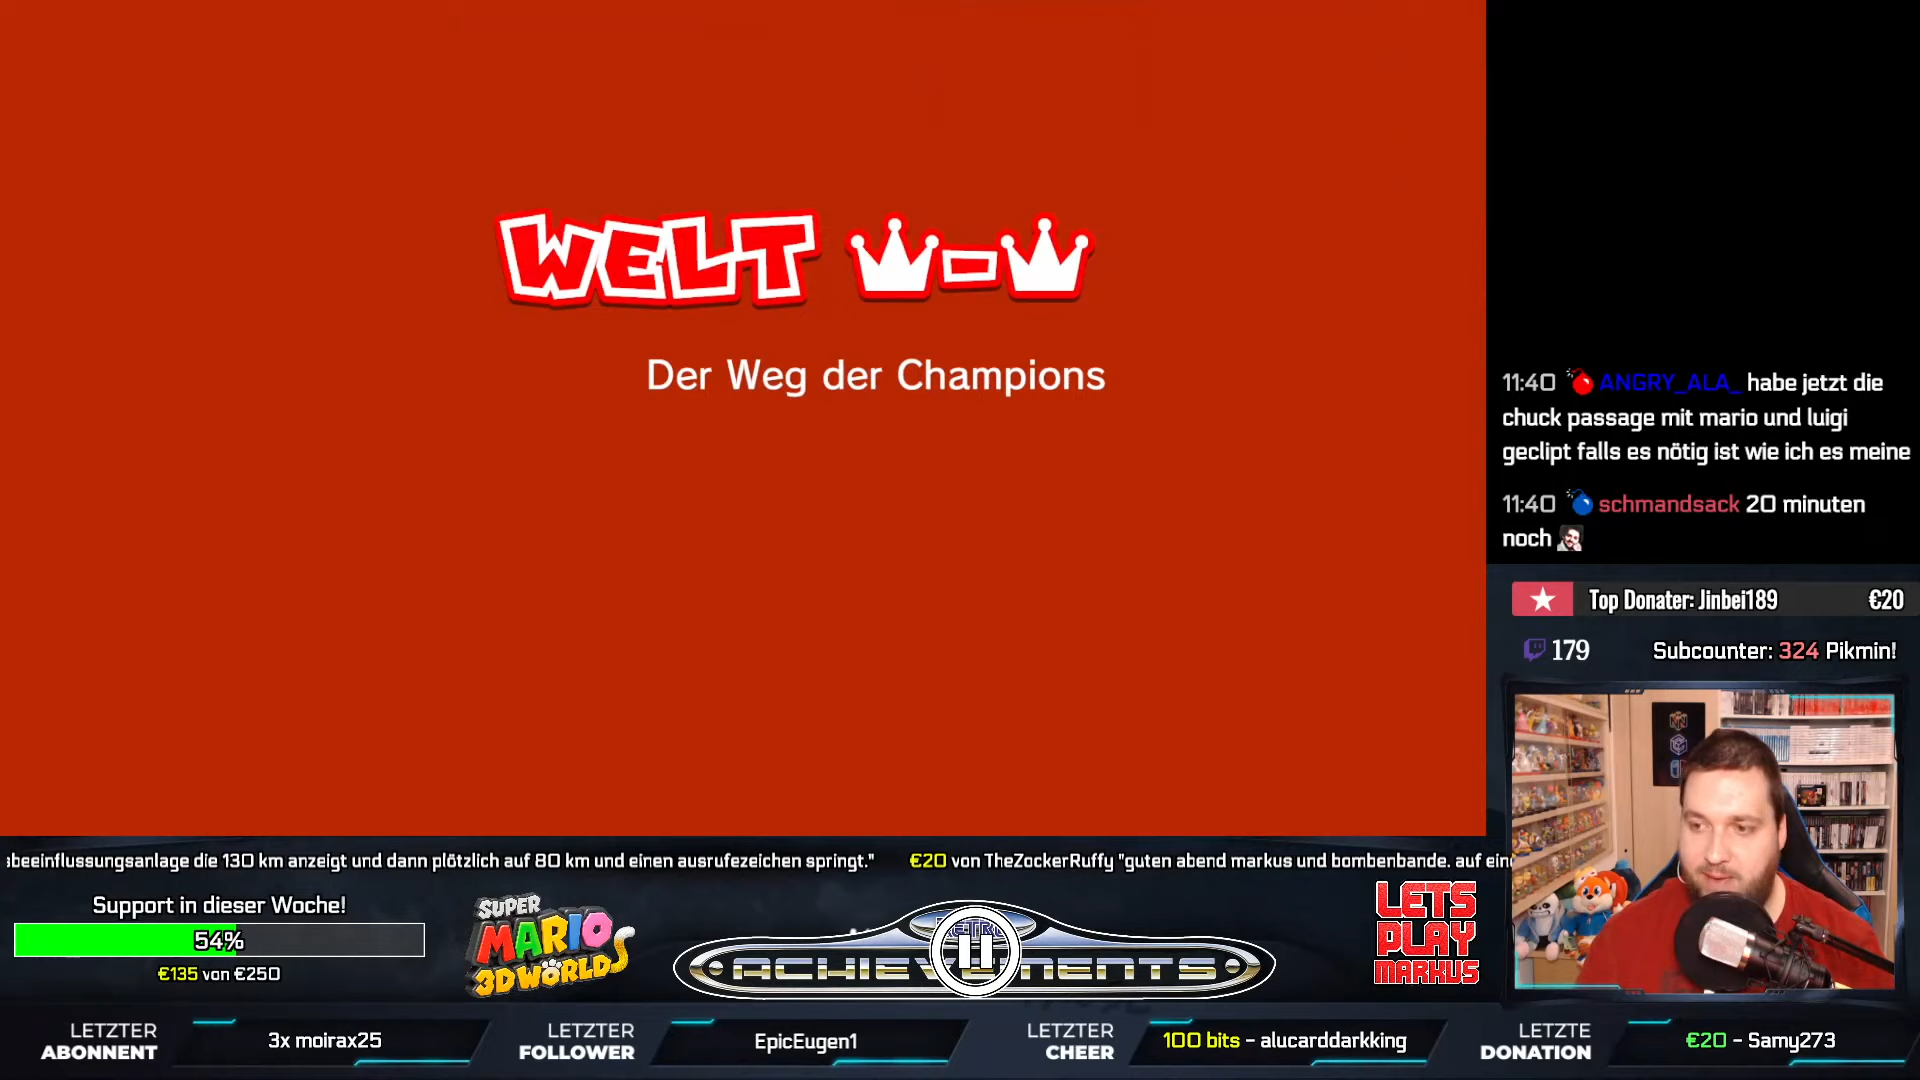 WELT -
Der Weg der Champions
11:40 ANGRY_ALA_ habe jetzt die
chuck passage mit mario und luigi
geclipt falls es nötig ist wie ich es meine
11:40 schmandsack 20 minuten
noch
Top Donater: Jinbei189 €20
179 Subcounter: 324 Pikmin!
beeinflussungsanlage die 130 km anzeigt und dann plötzlich auf 80 km und einen ausrufezeichen springt." €20 von TheZockerRuffy "guten abend markus und bombenbande. auf
Support in dieser Woche!
54%
€135 von €250
SUPER
MARIO
3D WORLD
RETRO
ACHIEVEMENTS
LETS
PLAY
MARKUS
LETZTER
ABONNENT
3x moirax25
LETZTER
FOLLOWER
EpicEugen1
LETZTER
CHEER
100 bits - alucarddarkking
LETZTE
DONATION
€20 - Samy273